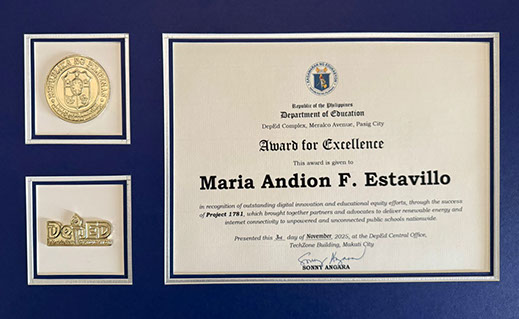 Republic of the Philippines
Department of Education
DepEd Complex, Meralco Avenue, Pasig City
Award for Excellence
This award is given to
Maria Andion F. Estavillo
in recognition of outstanding digital innovation and educational equity efforts, through the success
of Project 1781, which brought together partners and advocates to deliver renewable energy and
internet connectivity to unpowered and unconnected public schools nationwide.
Presented this day of November, 2025, at the DepEd Central Office,
TechZone Building, Makati City
SONNY ANGARA
DepED